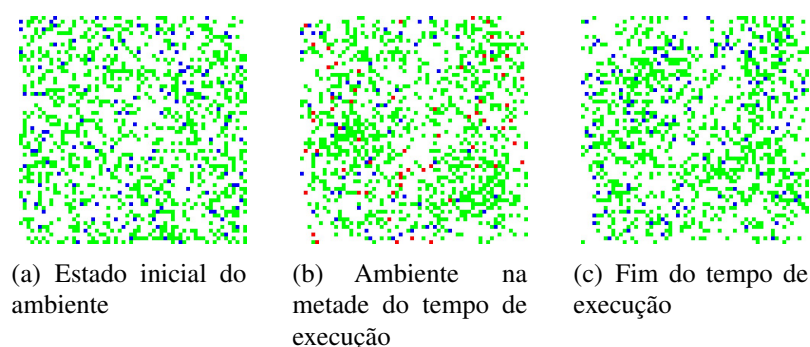 (a) Estado inicial do
ambiente
(b) Ambiente na
metade do tempo de
execução
(c) Fim do tempo de
execução